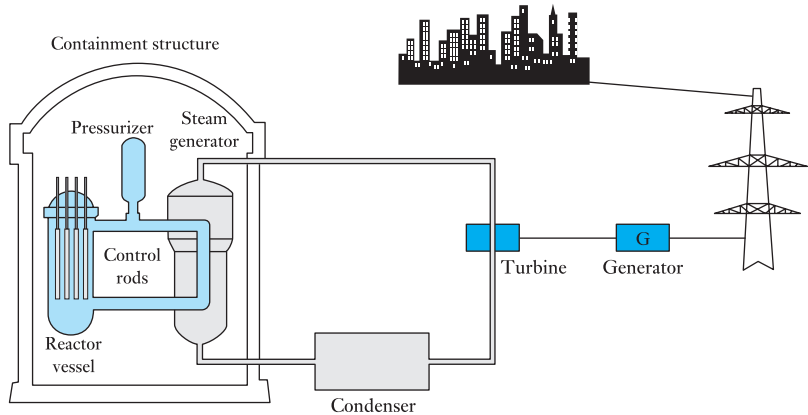 Containment structure
Pressurizer
Steam
generator
Control
rods
Reactor
vessel
Turbine
G
Generator
Condenser